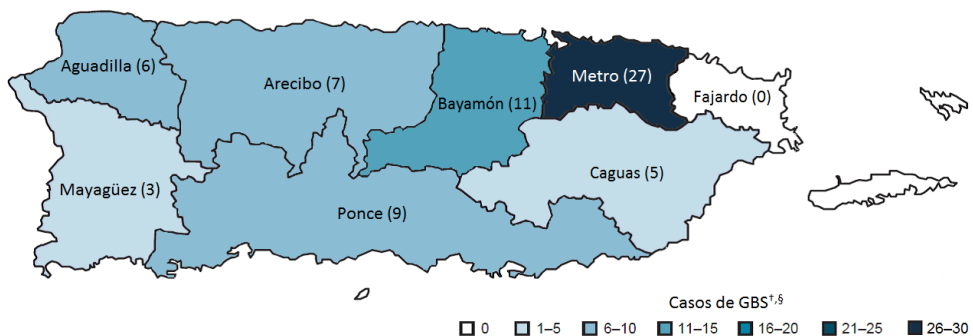 Aguadilla (6)
Arecibo (7)
Bayamón (11)
Metro (27)
Fajardo (0)
Mayagüez (3)
Ponce (9)
Caguas (5)
Casos de GBS†,§
0 1–5 6–10 11–15 16–20 21–25 26–30